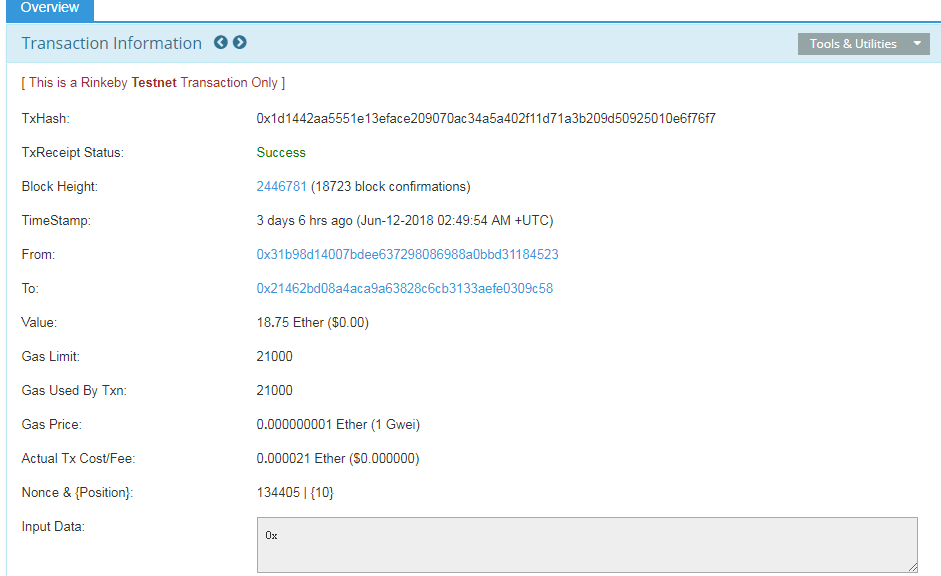 Overview
Transaction Information
Tools & Utilities
[ This is a Rinkeby Testnet Transaction Only ]
TxHash: 0x1d1442aa5551e13eface209070ac34a5a402f11d71a3b209d50925010e6f76f7
TxReceipt Status: Success
Block Height: 2446781 (18723 block confirmations)
TimeStamp: 3 days 6 hrs ago (Jun-12-2018 02:49:54 AM +UTC)
From: 0x31b98d14007bdee637298086988a0bbd31184523
To: 0x21462bd08a4aca9a63828c6cb3133aefe0309c58
Value: 18.75 Ether ($0.00)
Gas Limit: 21000
Gas Used By Txn: 21000
Gas Price: 0.000000001 Ether (1 Gwei)
Actual Tx Cost/Fee: 0.000021 Ether ($0.000000)
Nonce & {Position}: 134405 | {10}
Input Data: 0x